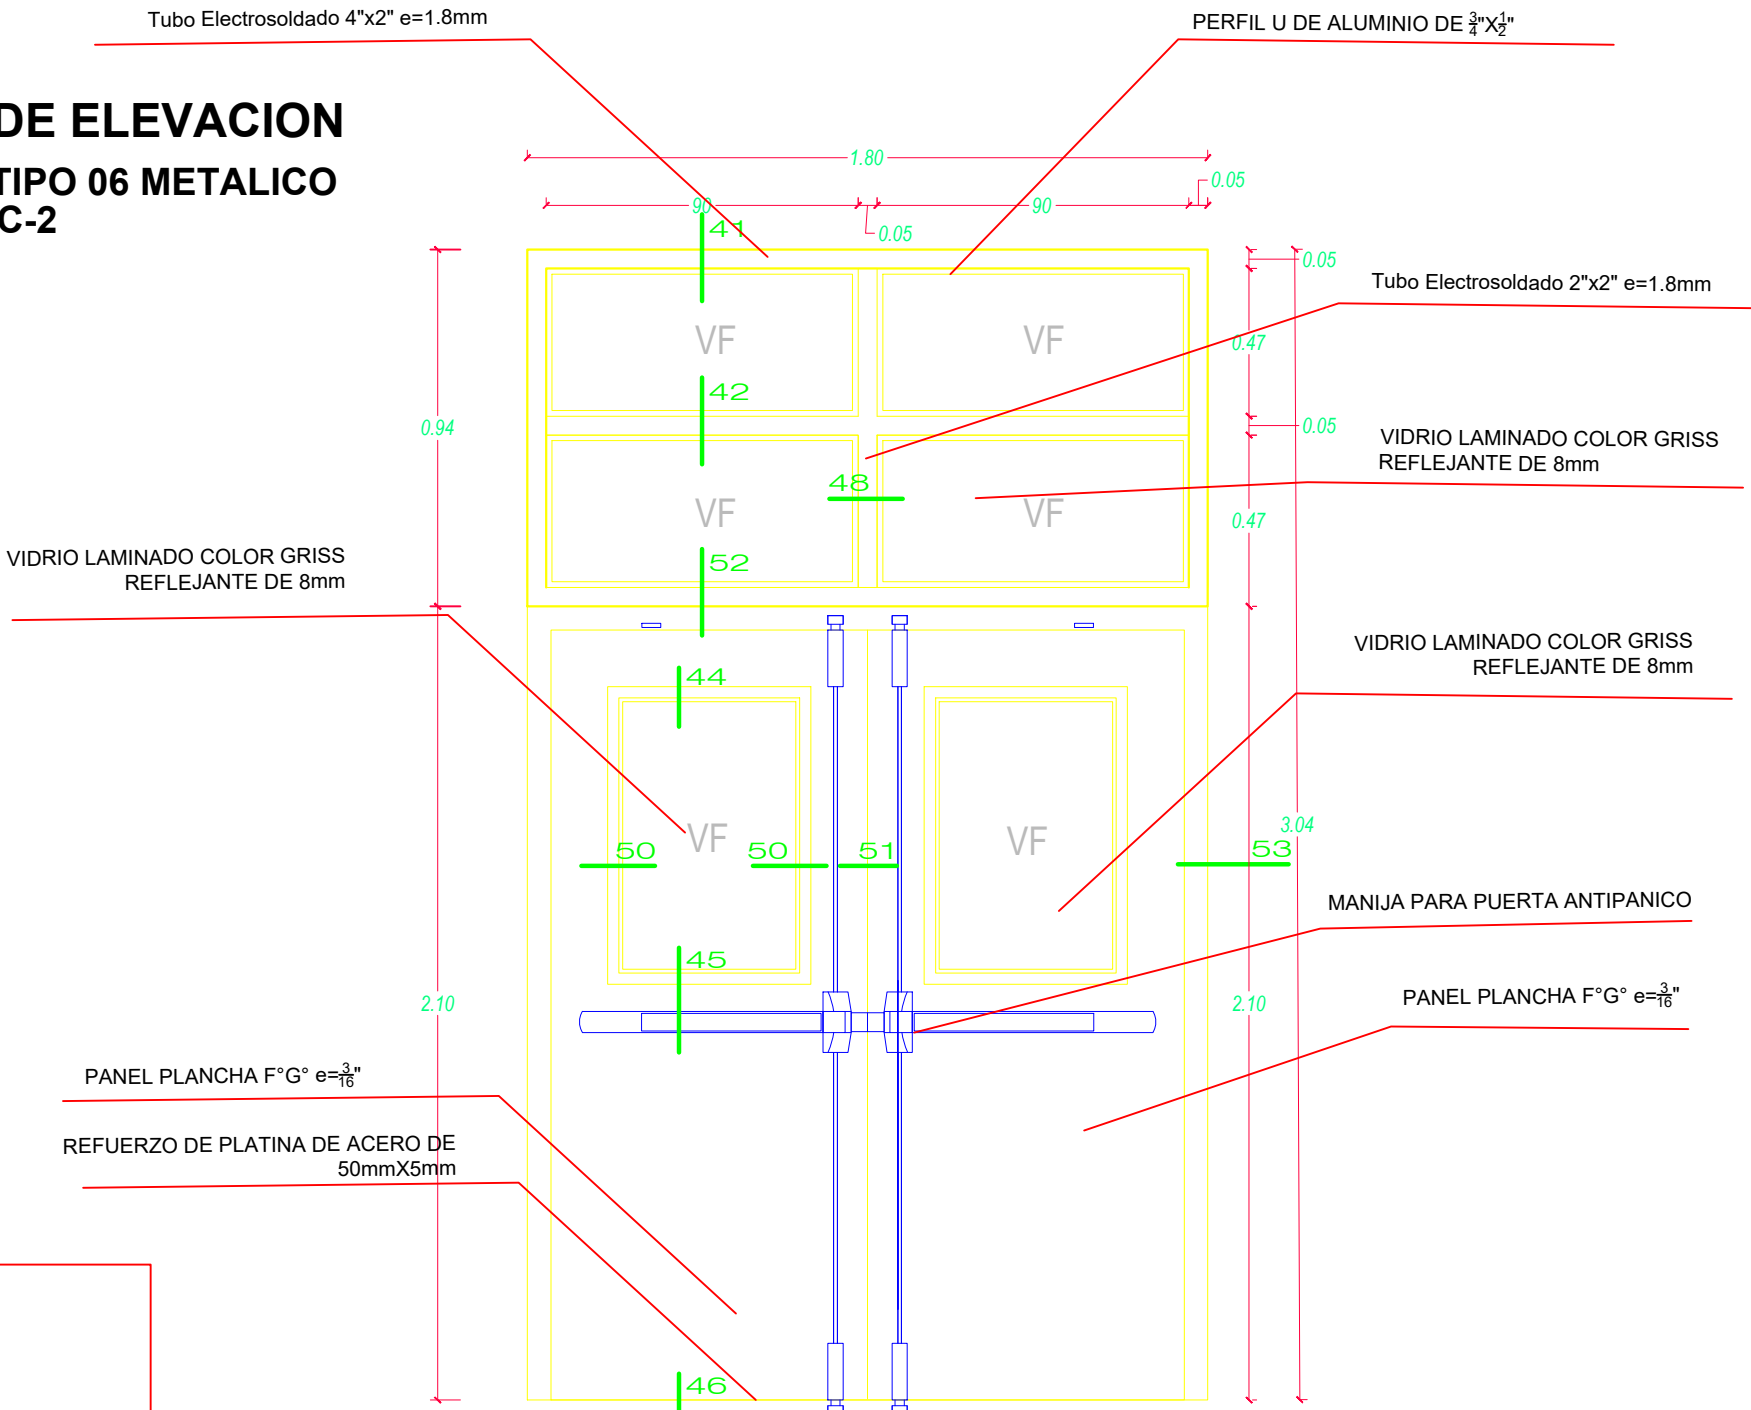 Tubo Electrosoldado 4"x2" e=1.8mm
PERFIL U DE ALUMINIO DE 3/4"X1/2"
DE ELEVACION
TIPO 06 METALICO
C-2
1.80
0.05
90
90
0.05
41
0.05
Tubo Electrosoldado 2"x2" e=1.8mm
VF
VF
0.47
42
0.94
0.05
VIDRIO LAMINADO COLOR GRISS
REFLEJANTE DE 8mm
48
VF
VF
0.47
VIDRIO LAMINADO COLOR GRISS
REFLEJANTE DE 8mm
52
VIDRIO LAMINADO COLOR GRISS
REFLEJANTE DE 8mm
44
VF
VF
3.04
50
50
51
53
MANIJA PARA PUERTA ANTIPANICO
45
2.10
2.10
PANEL PLANCHA F°G° e=3/16"
PANEL PLANCHA F°G° e=3/16"
REFUERZO DE PLATINA DE ACERO DE
50mmX5mm
46